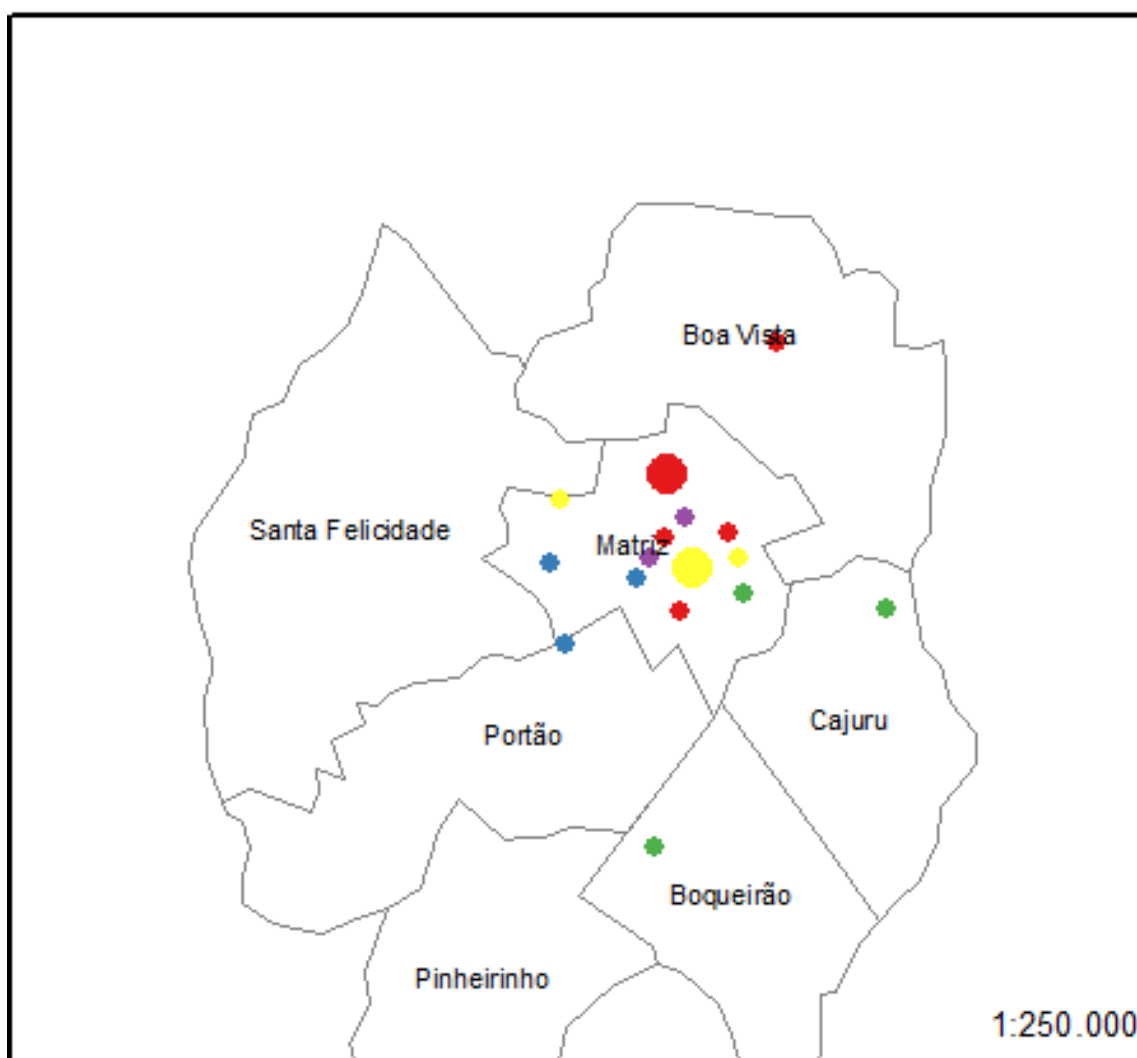 Boa Vista
Santa Felicidade
Matriz
Cajuru
Portão
Boqueirão
Pinheirinho
1:250.000